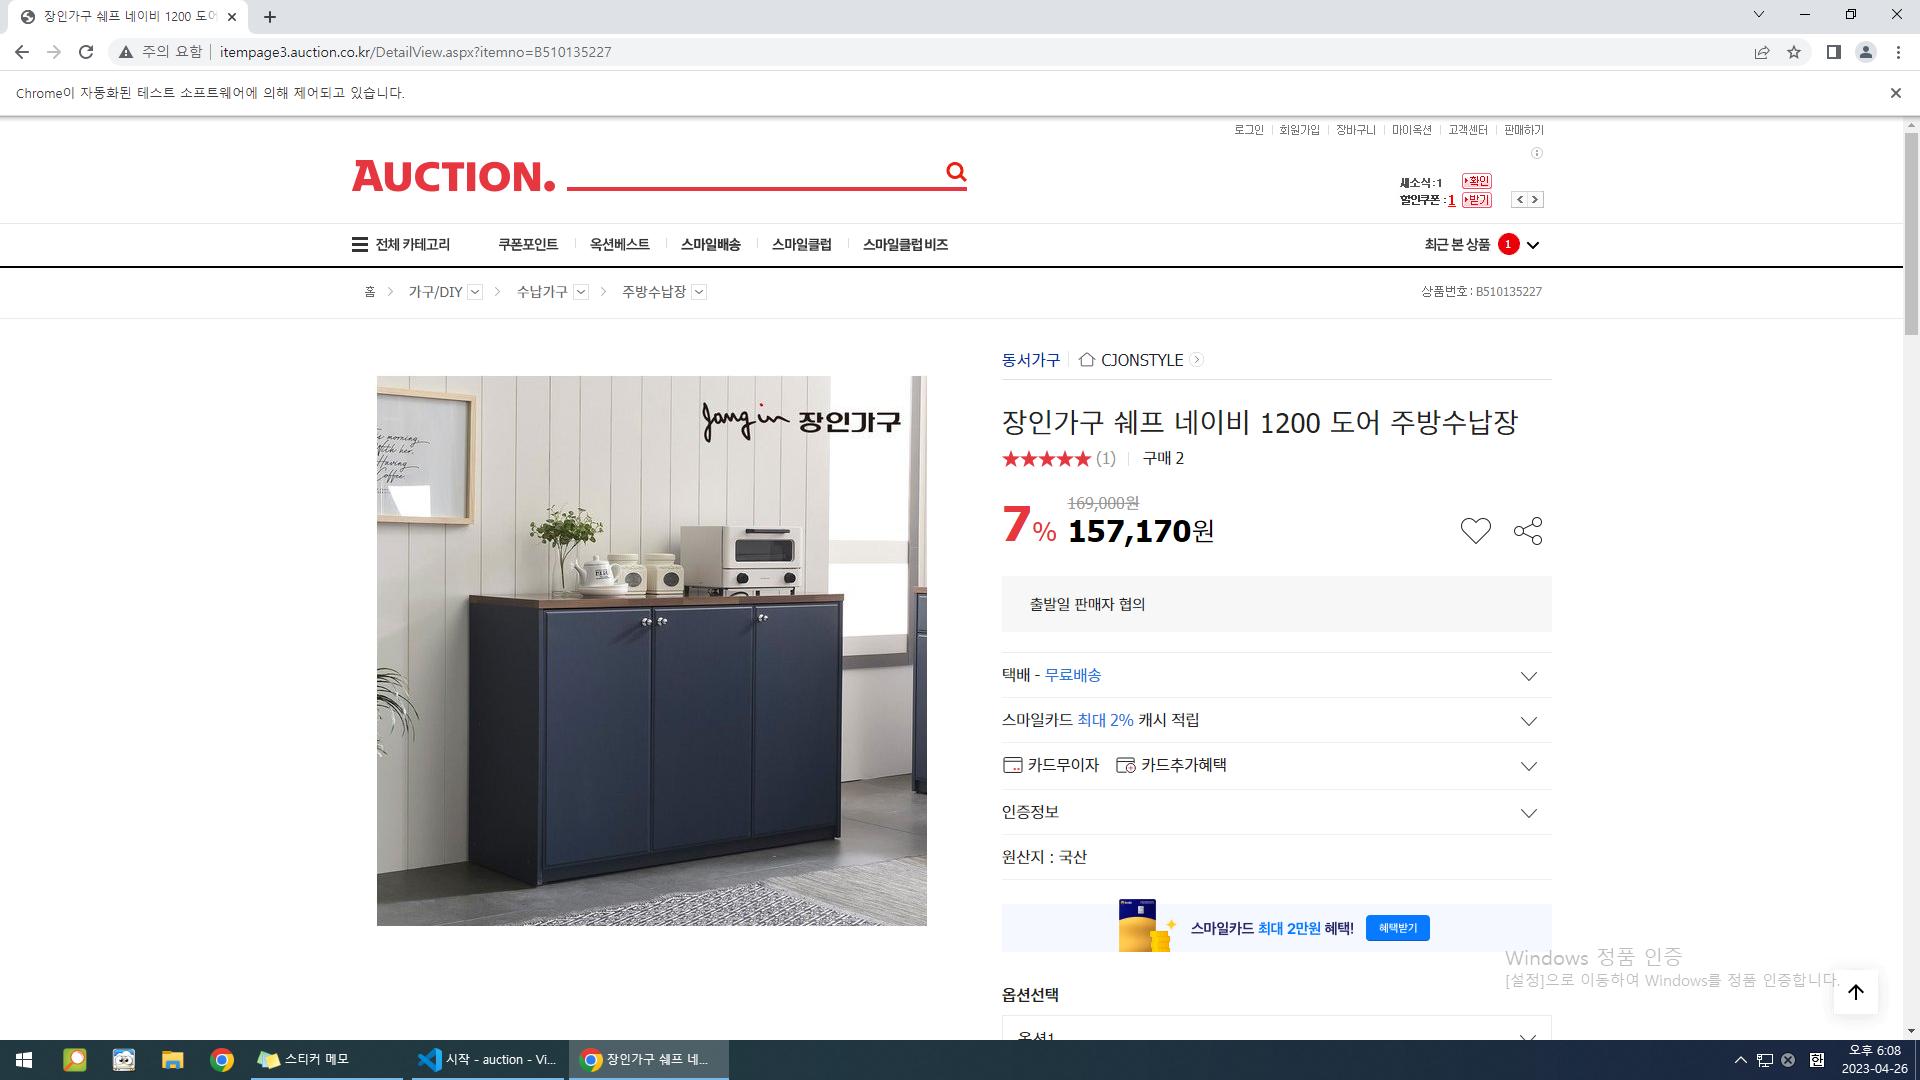 장인가구 쉐프 네이비 1200 도어
주의 요함 itempage3.auction.co.kr/DetailView.aspx?itemno=B510135227
Chrome이 자동화된 테스트 소프트웨어에 의해 제어되고 있습니다.
로그인 회원가입 장바구니 마이옥션 고객센터 판매하기
AUCTION.
새소식:1 확인
할인쿠폰:1 받기
전체 카테고리 쿠폰포인트 옥션베스트 스마일배송 스마일클럽 스마일클럽 비즈 최근 본 상품 1
홈 가구/DIY 수납가구 주방수납장 상품번호 : B510135227
동서가구 CJONSTYLE
Jangin 장인가구
장인가구 쉐프 네이비 1200 도어 주방수납장
(1) 구매 2
169,000원
7% 157,170원
출발일 판매자 협의
택배 - 무료배송
스마일카드 최대 2% 캐시 적립
카드무이자 카드추가혜택
인증정보
원산지 : 국산
스마일카드 최대 2만원 혜택! 혜택받기
Windows 정품 인증
[설정]으로 이동하여 Windows를 정품 인증합니다.
옵션선택
옵션1
스티커 메모 시작 - auction - Vi... 장인가구 쉐프 네... 한 오후 6:08
2023-04-26